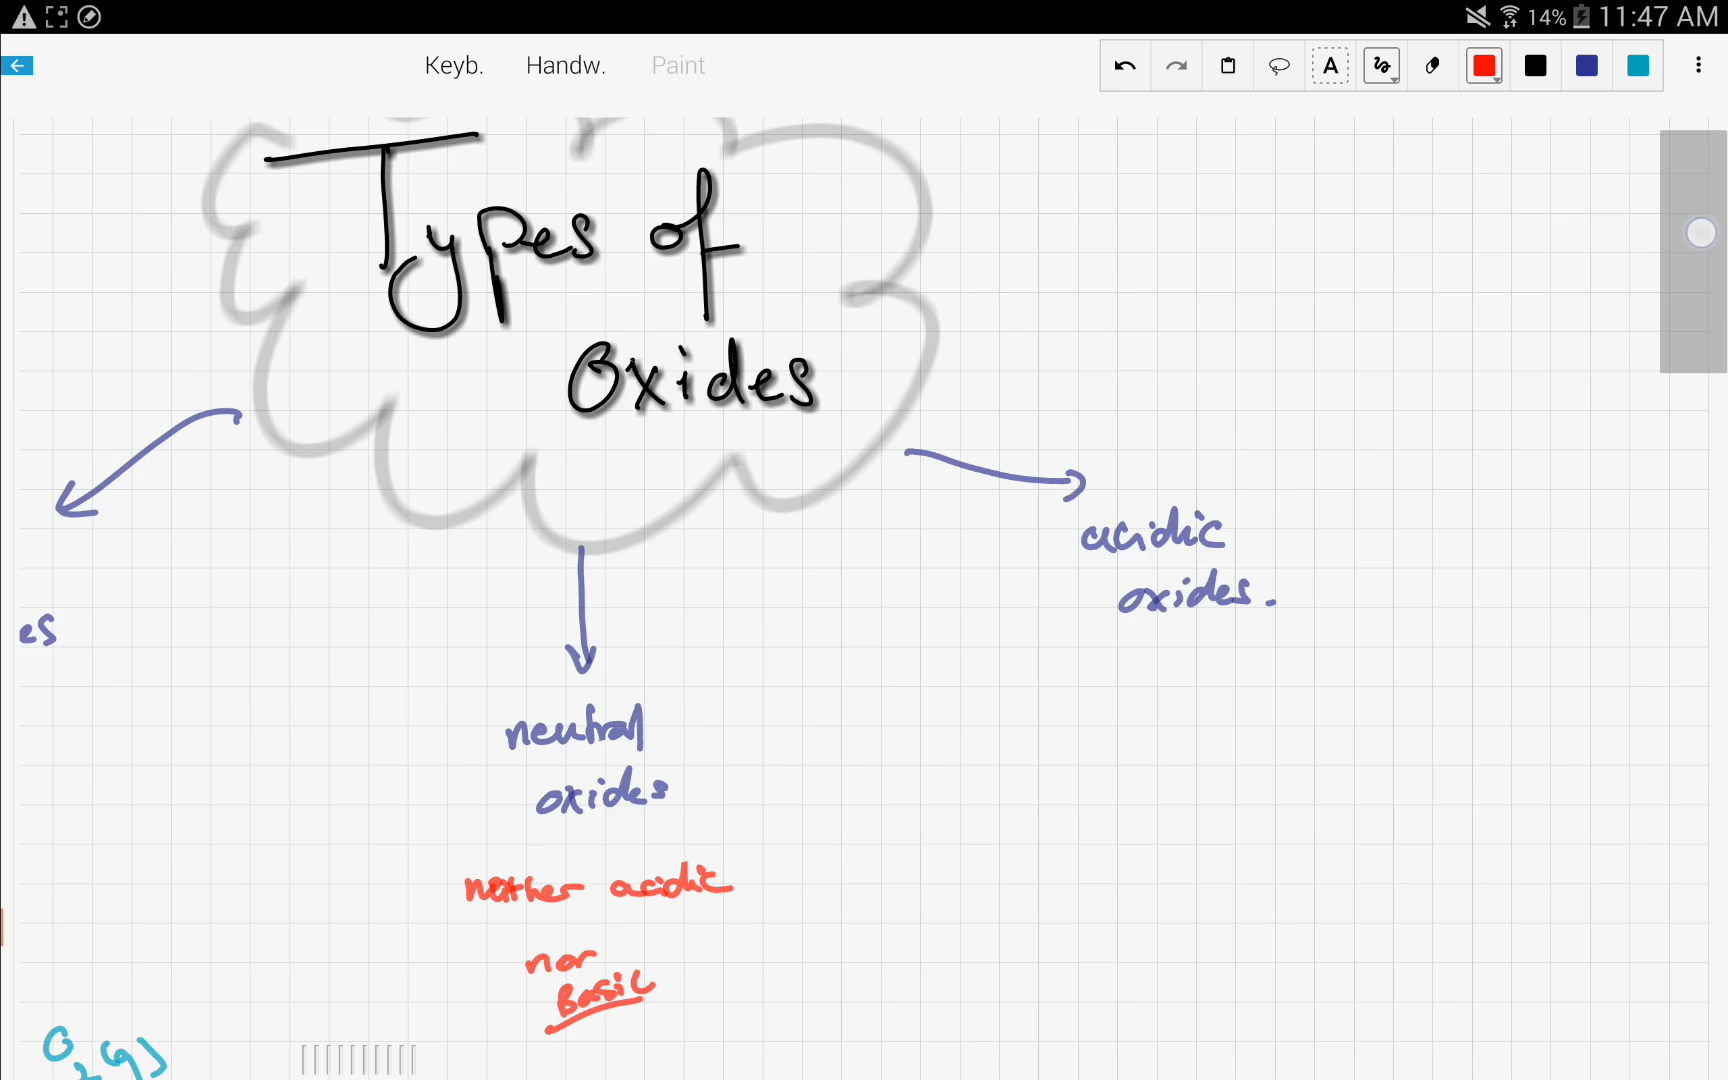 14% 11:47 AM
Keyb. Handw. Paint
A
Types of
Oxides
acidic
oxides.
es
neutral
oxides
neither acidic
nor
Basic
O2(g)